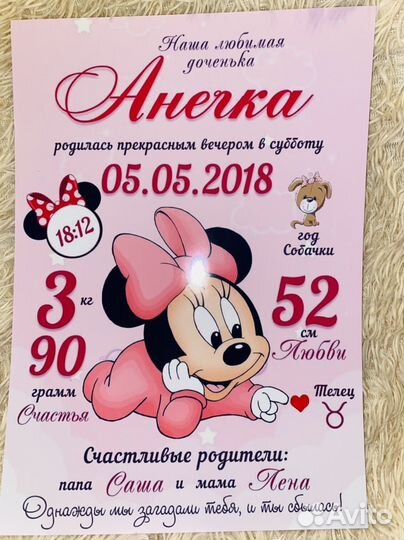 Наша любимая
доченька
Анечка
родилась прекрасным вечером в субботу
05.05.2018
18:12
год
Собачки
3 кг
90
грамм
Счастья
52
см
Любви
Телец
Счастливые родители:
папа Саша и мама Лена
Однажды мы загадали тебя, и ты сбылась!
Avito